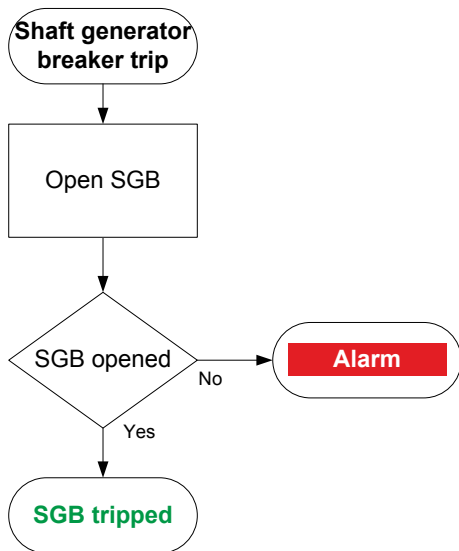 Shaft generator
breaker trip
Open SGB
SGB opened
No
Alarm
Yes
SGB tripped